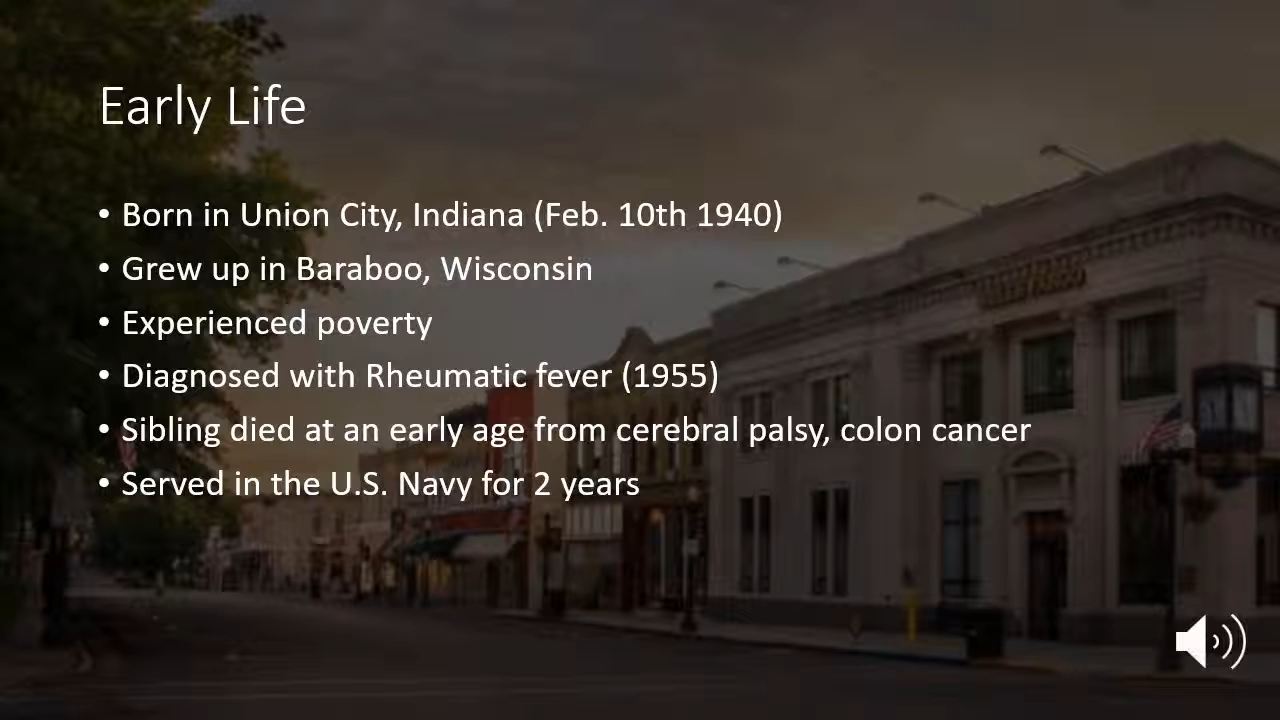 Early Life
• Born in Union City, Indiana (Feb. 10th 1940)
• Grew up in Baraboo, Wisconsin
• Experienced poverty
• Diagnosed with Rheumatic fever (1955)
• Sibling died at an early age from cerebral palsy, colon cancer
• Served in the U.S. Navy for 2 years